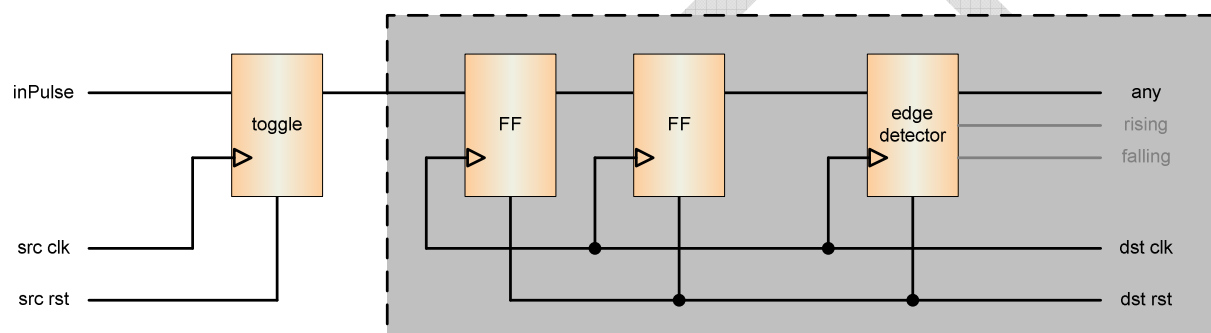 inPulse
toggle
FF
FF
edge
detector
any
rising
falling
src clk
dst clk
src rst
dst rst